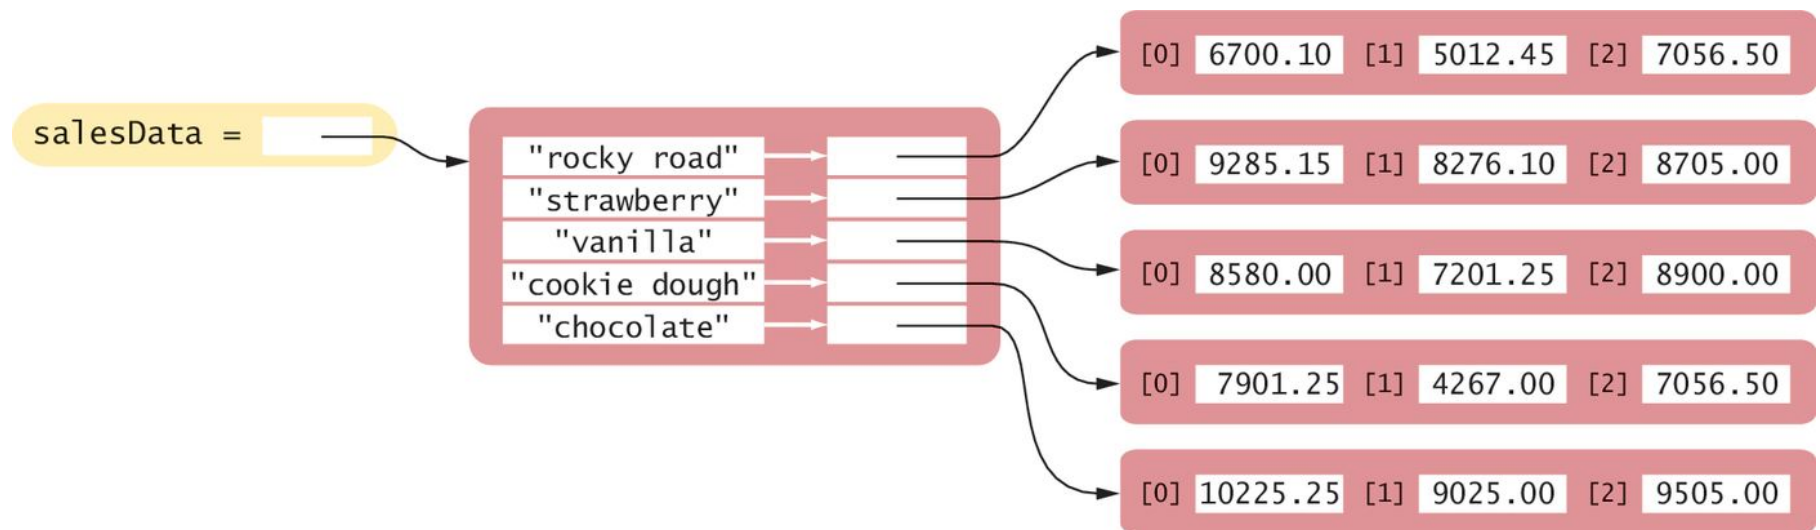 salesData =
"rocky road"
"strawberry"
"vanilla"
"cookie dough"
"chocolate"
[0] 6700.10 [1] 5012.45 [2] 7056.50
[0] 9285.15 [1] 8276.10 [2] 8705.00
[0] 8580.00 [1] 7201.25 [2] 8900.00
[0] 7901.25 [1] 4267.00 [2] 7056.50
[0] 10225.25 [1] 9025.00 [2] 9505.00